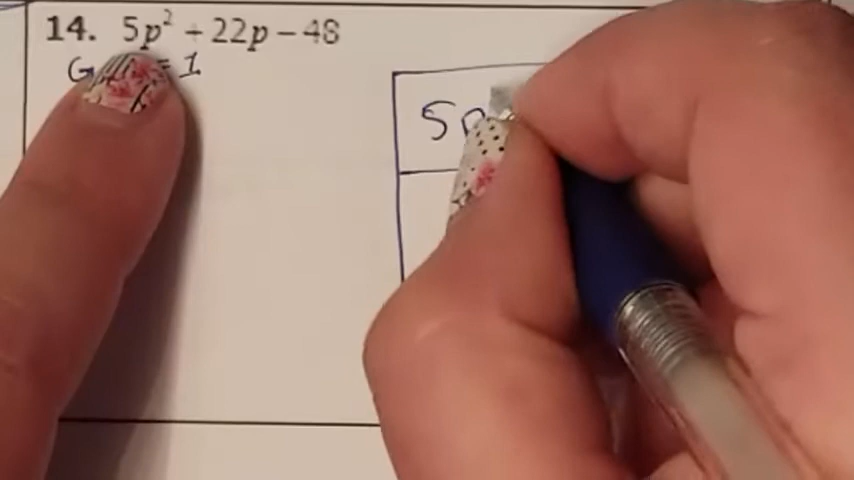 14. 5p² + 22p − 48
G = 1
5p